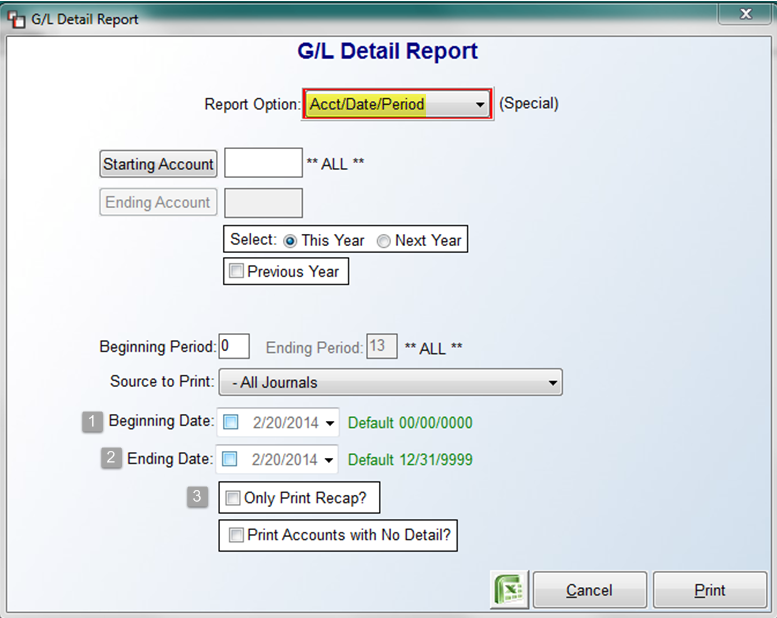 G/L Detail Report
G/L Detail Report
Report Option: Acct/Date/Period (Special)
Starting Account ** ALL **
Ending Account
Select: This Year Next Year
Previous Year
Beginning Period: 0 Ending Period: 13 ** ALL **
Source to Print: - All Journals
1 Beginning Date: 2/20/2014 Default 00/00/0000
2 Ending Date: 2/20/2014 Default 12/31/9999
3 Only Print Recap?
Print Accounts with No Detail?
Cancel Print